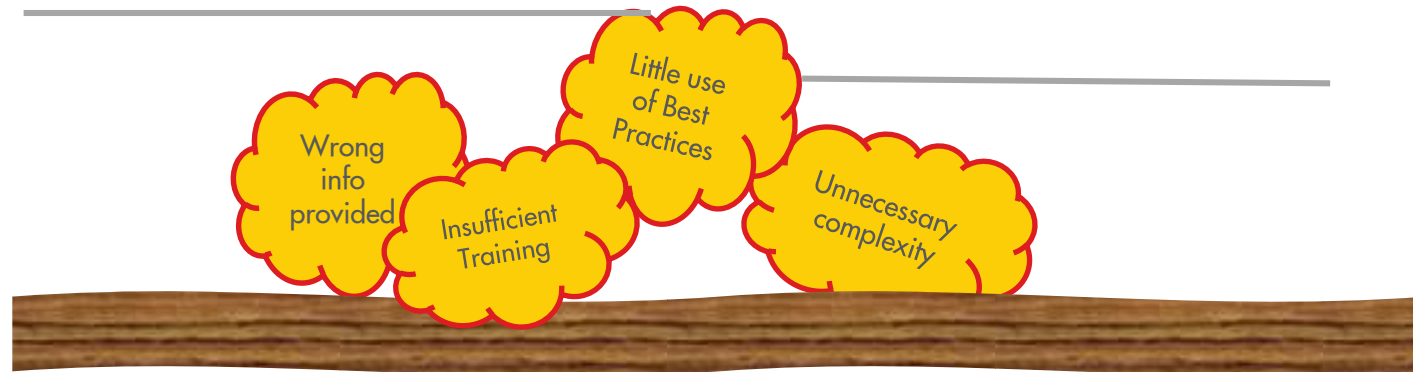 Wrong
info
provided
Insufficient
Training
Little use
of Best
Practices
Unnecessary
complexity